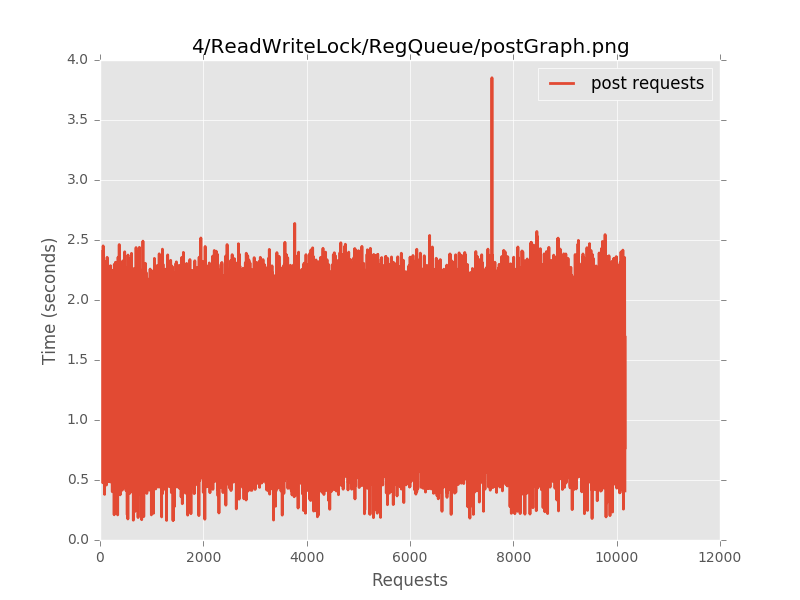 4/ReadWriteLock/RegQueue/postGraph.png
post requests
4.0
3.5
3.0
2.5
2.0
1.5
1.0
0.5
0.0
Time (seconds)
0 2000 4000 6000 8000 10000 12000
Requests